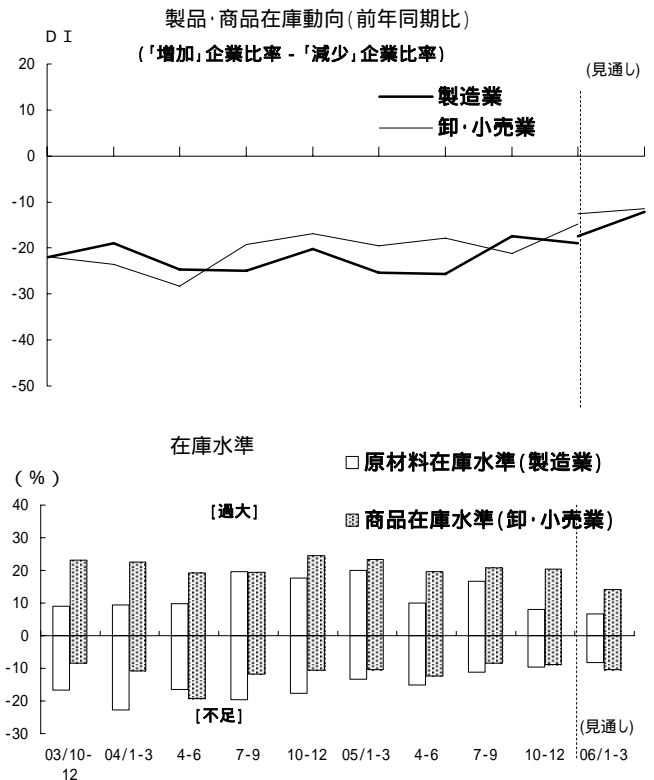 製品･商品在庫動向(前年同期比)
ＤＩ
(｢増加｣企業比率 - ｢減少｣企業比率)
(見通し)
製造業
卸･小売業
20
10
0
-10
-20
-30
-40
-50
在庫水準
(%)
□原材料在庫水準(製造業)
商品在庫水準(卸･小売業)
[過大]
40
30
20
10
0
-10
-20
-30
[不足]
(見通し)
03/10-12 04/1-3 4-6 7-9 10-12 05/1-3 4-6 7-9 10-12 06/1-3